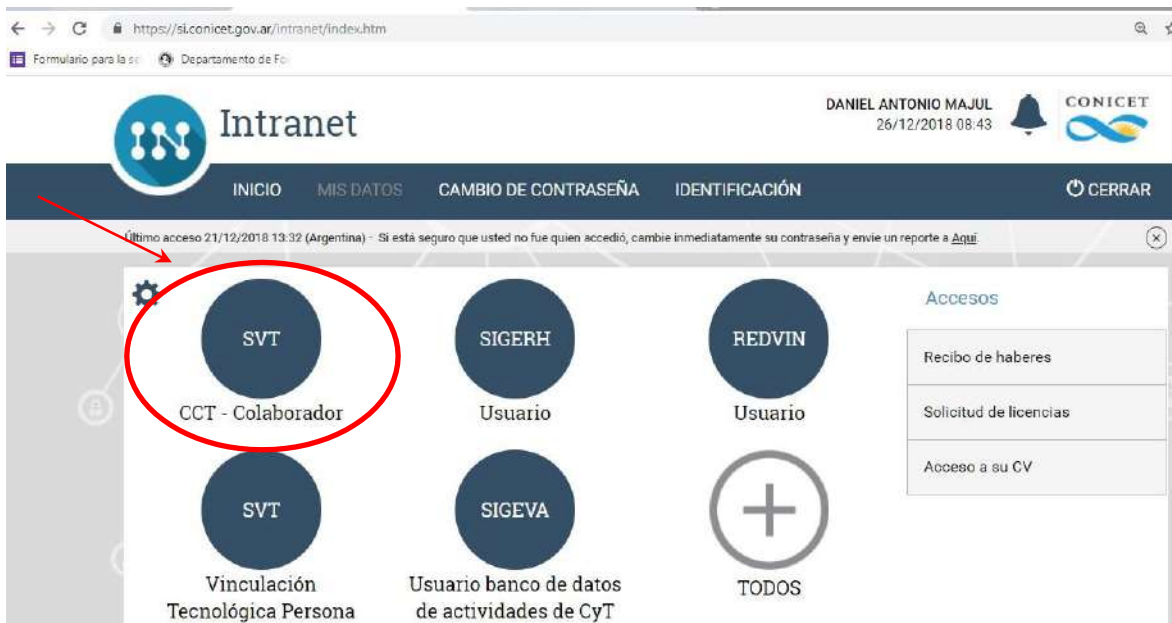 https://si.conicet.gov.ar/intranet/index.htm
Formulario para la se
Departamento de Fo
Intranet
DANIEL ANTONIO MAJUL
26/12/2018 08:43
CONICET
INICIO MIS DATOS CAMBIO DE CONTRASEÑA IDENTIFICACIÓN CERRAR
Último acceso 21/12/2018 13:32 (Argentina) - Si está seguro que usted no fue quien accedió, cambie inmediatamente su contraseña y envie un reporte a Aquí.
SVT
CCT - Colaborador
SIGERH
Usuario
REDVIN
Usuario
SVT
Vinculación
Tecnológica Persona
SIGEVA
Usuario banco de datos
de actividades de CyT
TODOS
Accesos
Recibo de haberes
Solicitud de licencias
Acceso a su CV